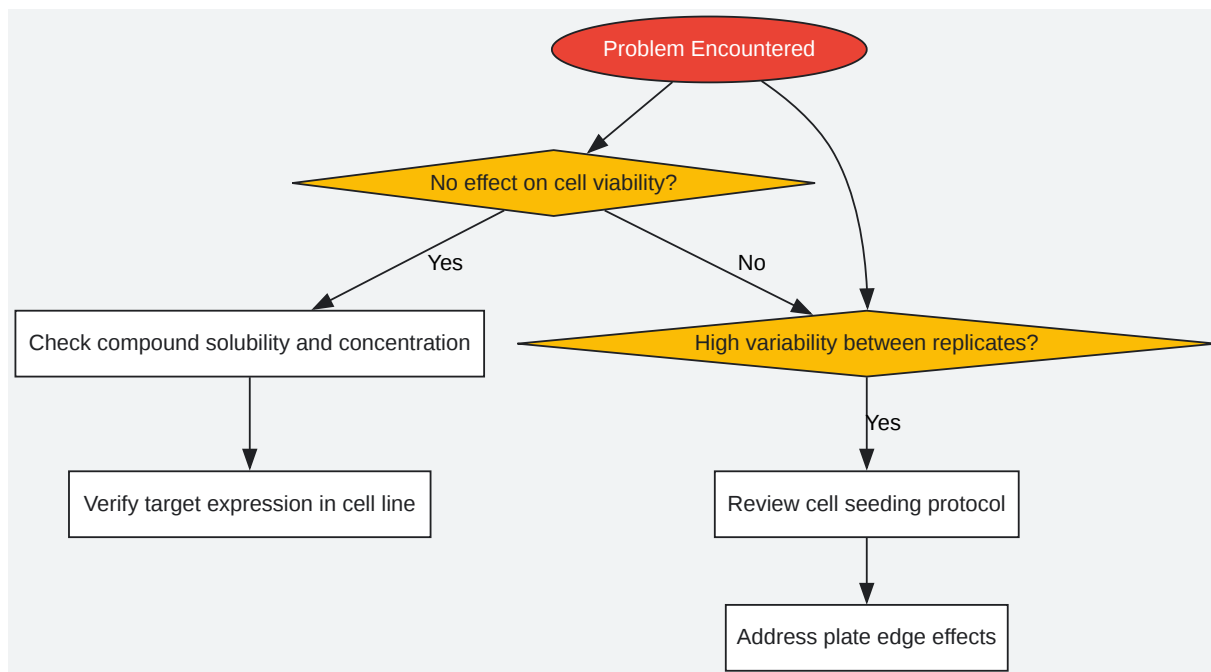 Problem Encountered
No effect on cell viability?
Yes
No
Check compound solubility and concentration
High variability between replicates?
Yes
Verify target expression in cell line
Review cell seeding protocol
Address plate edge effects